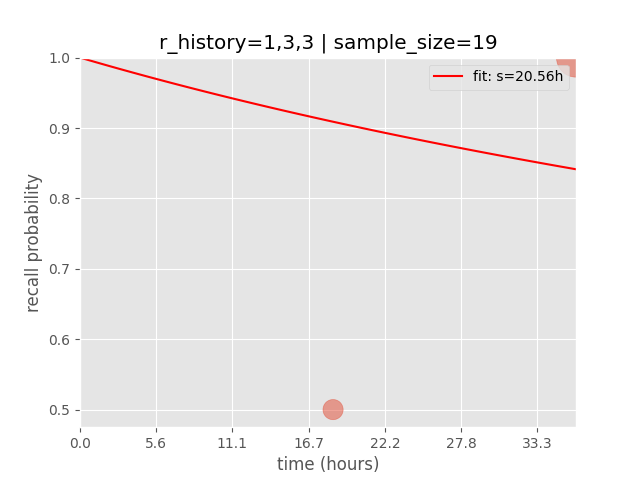 r_history=1,3,3 | sample_size=19
fit: s=20.56h
recall probability
1.0
0.9
0.8
0.7
0.6
0.5
0.0 5.6 11.1 16.7 22.2 27.8 33.3
time (hours)